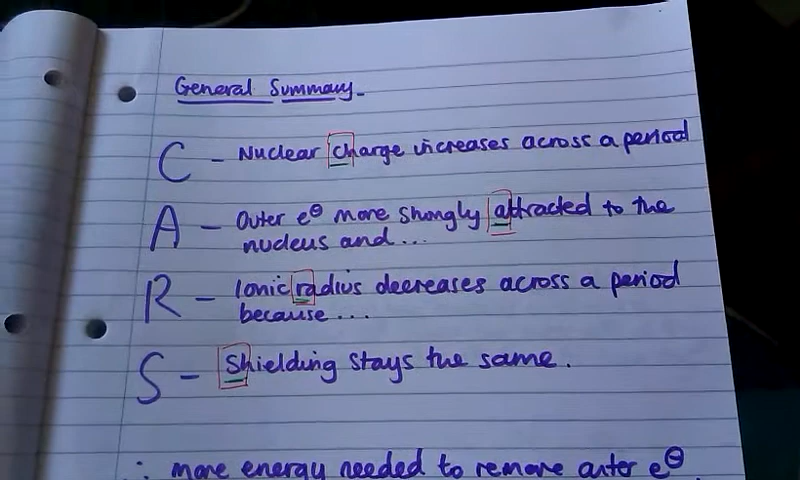 General Summary
C - Nuclear charge increases across a period
A - Outer e⊖ more strongly attracted to the
nucleus and...
R - Ionic radius decreases across a period
because...
S - Shielding stays the same.
∴ more energy needed to remove outer e⊖